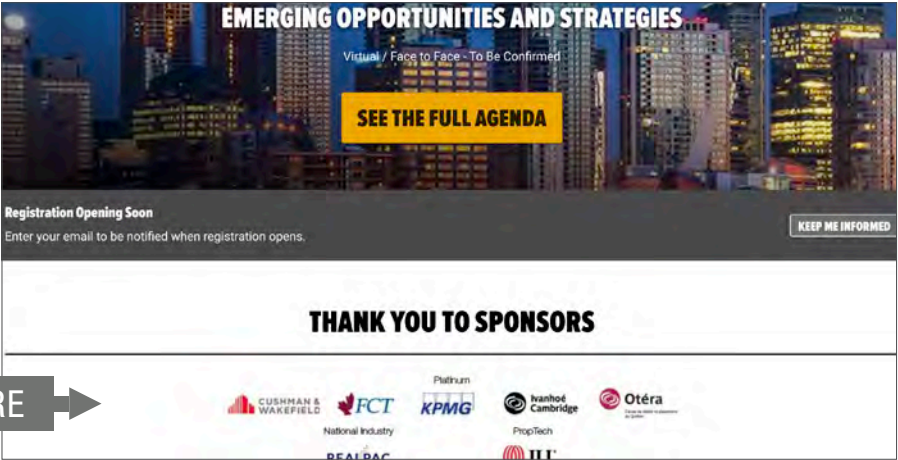 EMERGING OPPORTUNITIES AND STRATEGIES
Virtual / Face to Face - To Be Confirmed
SEE THE FULL AGENDA
Registration Opening Soon
Enter your email to be notified when registration opens.
KEEP ME INFORMED
THANK YOU TO SPONSORS
RE
Platinum
CUSHMAN & WAKEFIELD
FCT
KPMG
Ivanhoé Cambridge
Otéra
National Industry
PropTech
REALPAC
JLL